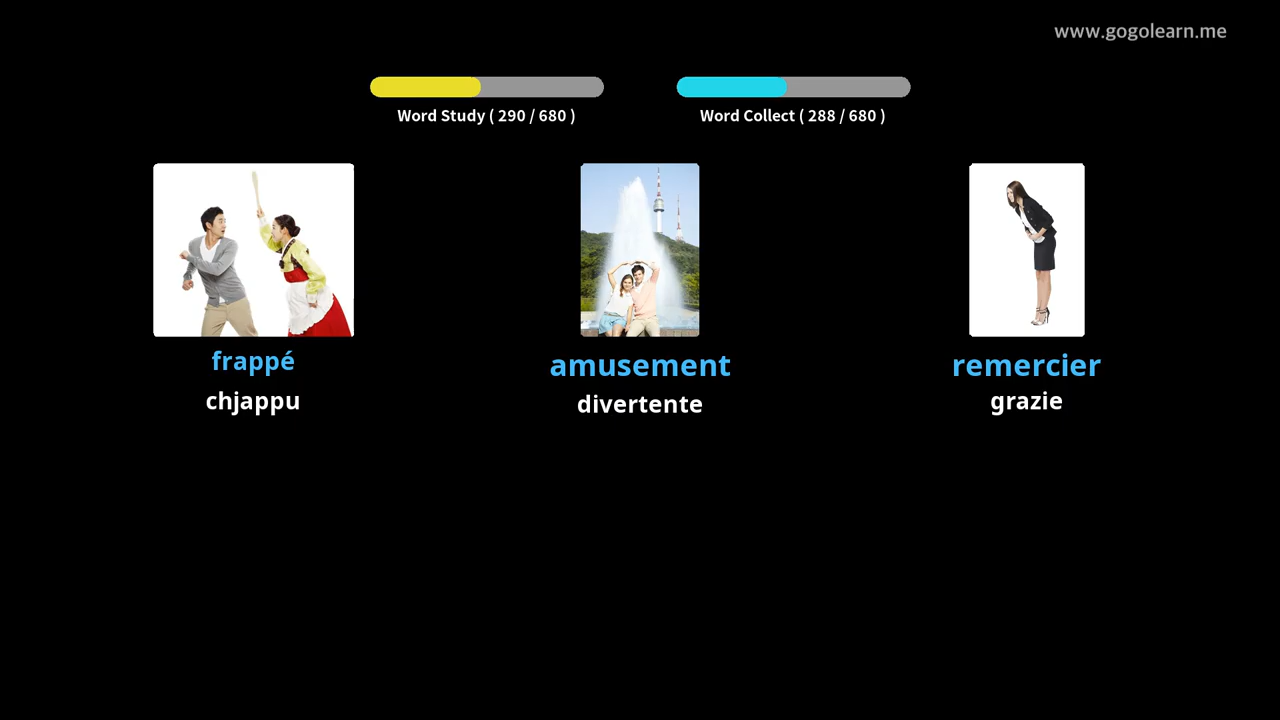 www.gogolearn.me
Word Study ( 290 / 680 )
Word Collect ( 288 / 680 )
frappé
chjappu
amusement
divertente
remercier
grazie